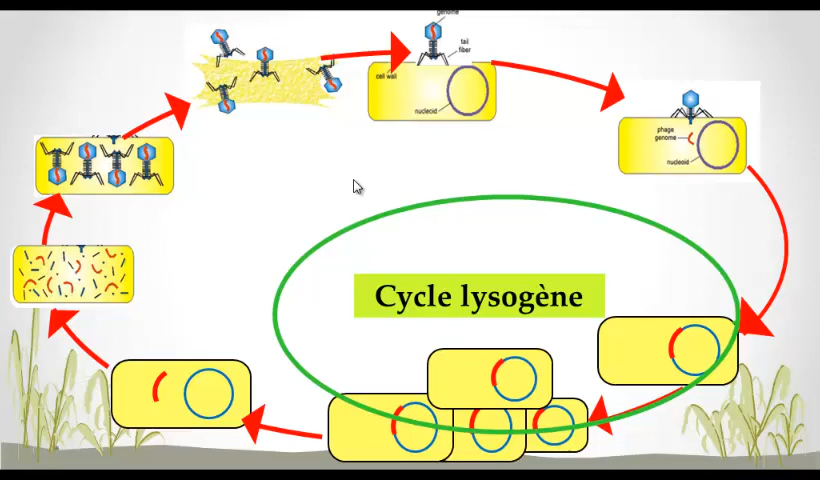 genome
tail
fiber
cell wall
nucleoid
phage
genome
nucleoid
Cycle lysogène